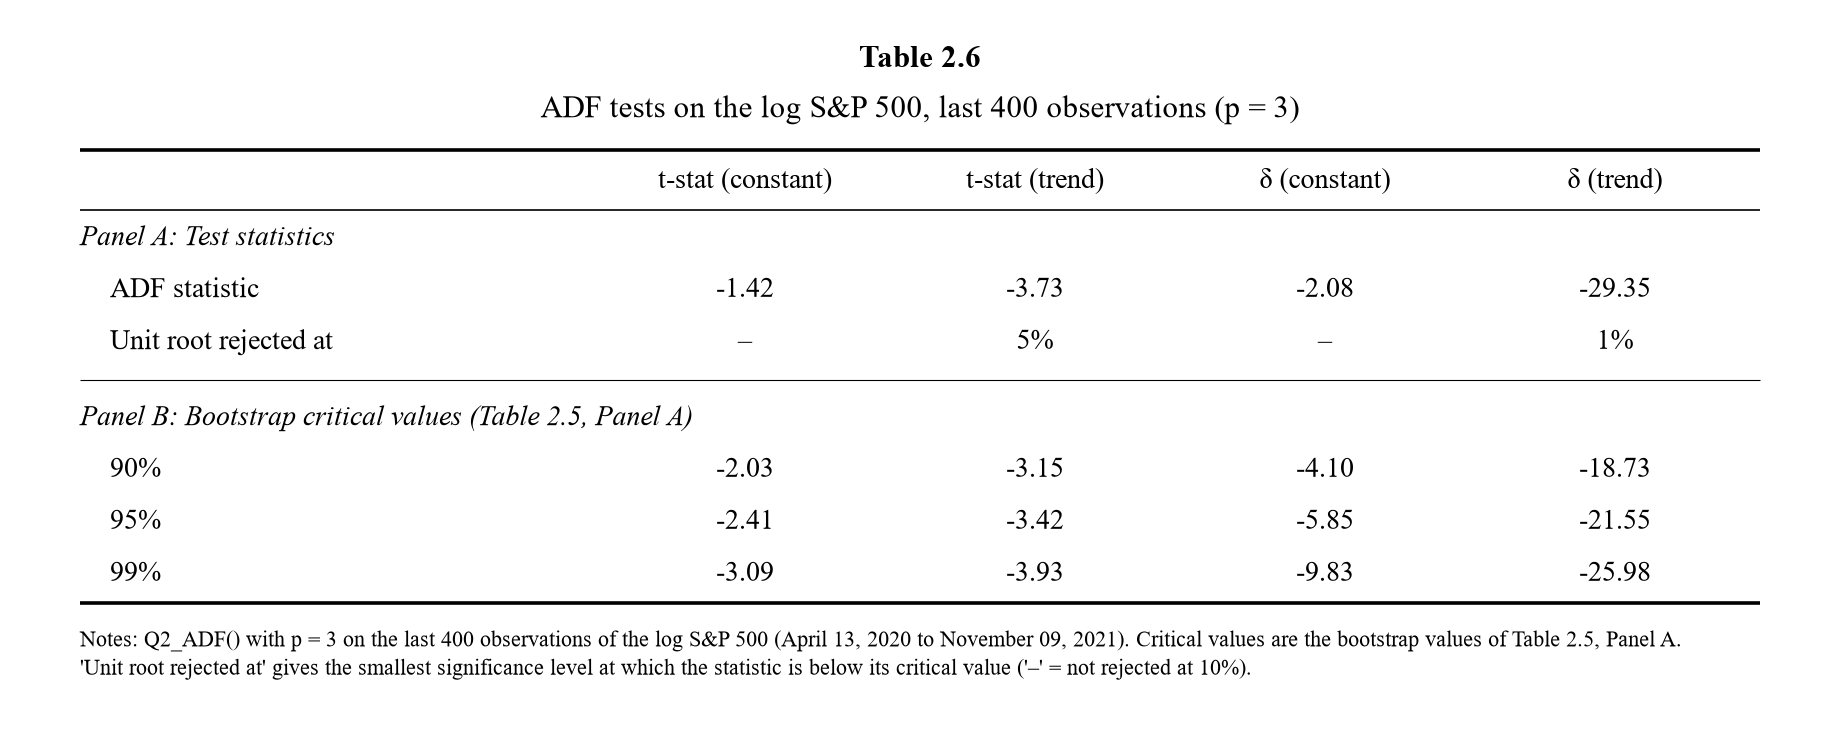 Table 2.6
ADF tests on the log S&P 500, last 400 observations (p = 3)
t-stat (constant) t-stat (trend) δ (constant) δ (trend)
Panel A: Test statistics
ADF statistic -1.42 -3.73 -2.08 -29.35
Unit root rejected at – 5% – 1%
Panel B: Bootstrap critical values (Table 2.5, Panel A)
90% -2.03 -3.15 -4.10 -18.73
95% -2.41 -3.42 -5.85 -21.55
99% -3.09 -3.93 -9.83 -25.98
Notes: Q2_ADF() with p = 3 on the last 400 observations of the log S&P 500 (April 13, 2020 to November 09, 2021). Critical values are the bootstrap values of Table 2.5, Panel A.
'Unit root rejected at' gives the smallest significance level at which the statistic is below its critical value ('–' = not rejected at 10%).